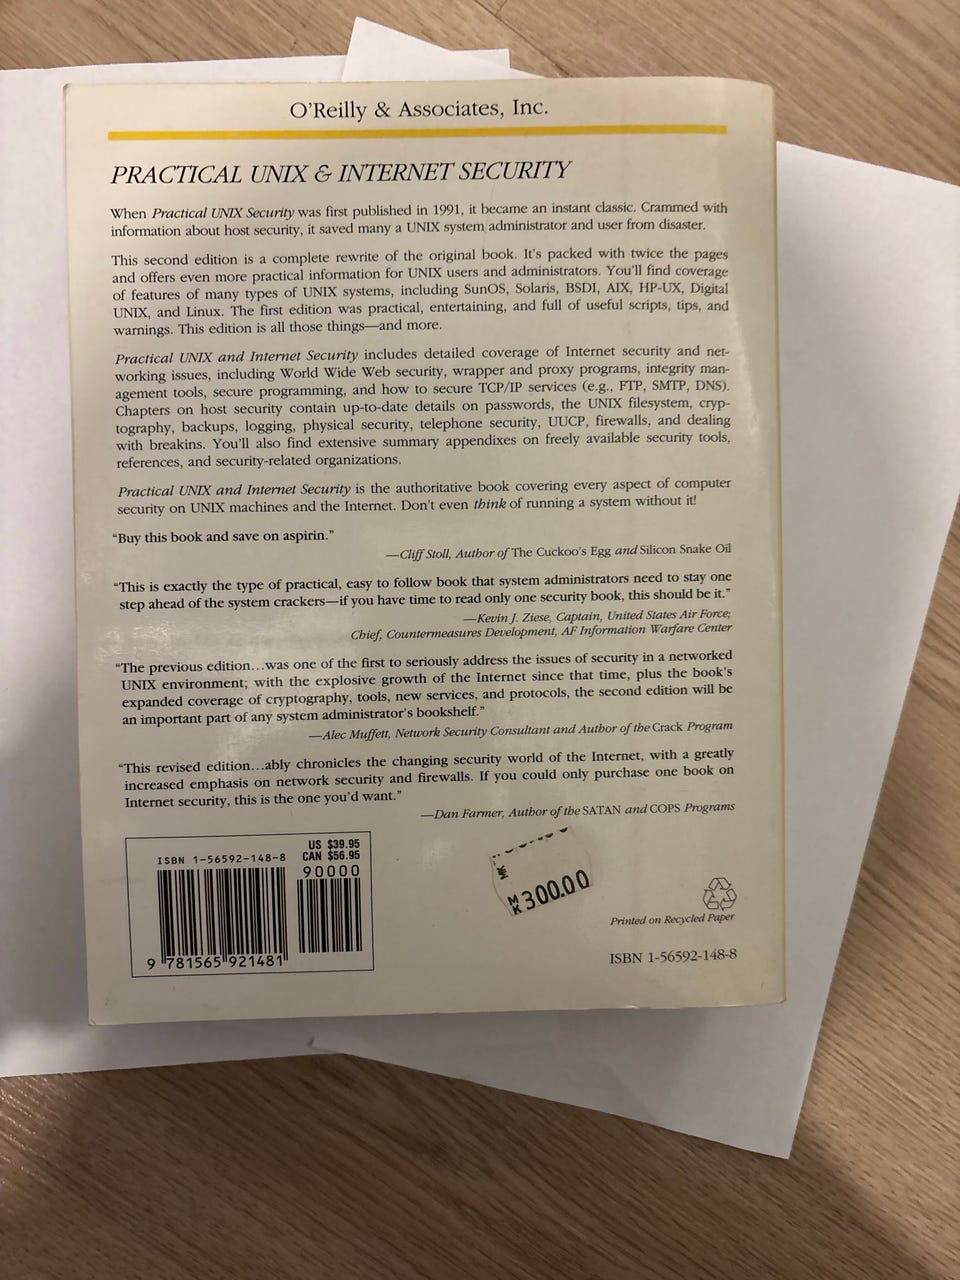 O'Reilly & Associates, Inc.
PRACTICAL UNIX & INTERNET SECURITY
When Practical UNIX Security was first published in 1991, it became an instant classic. Crammed with
information about host security, it saved many a UNIX system administrator and user from disaster.
This second edition is a complete rewrite of the original book. It's packed with twice the pages
and offers even more practical information for UNIX users and administrators. You'll find coverage
of features of many types of UNIX systems, including SunOS, Solaris, BSDI, AIX, HP-UX, Digital
UNIX, and Linux. The first edition was practical, entertaining, and full of useful scripts, tips, and
warnings. This edition is all those things—and more.
Practical UNIX and Internet Security includes detailed coverage of Internet security and net-
working issues, including World Wide Web security, wrapper and proxy programs, integrity man-
agement tools, secure programming, and how to secure TCP/IP services (e.g., FTP, SMTP, DNS).
Chapters on host security contain up-to-date details on passwords, the UNIX filesystem, cryp-
tography, backups, logging, physical security, telephone security, UUCP, firewalls, and dealing
with breakins. You'll also find extensive summary appendixes on freely available security tools,
references, and security-related organizations.
Practical UNIX and Internet Security is the authoritative book covering every aspect of computer
security on UNIX machines and the Internet. Don't even think of running a system without it!
“Buy this book and save on aspirin.”
—Cliff Stoll, Author of The Cuckoo's Egg and Silicon Snake Oil
“This is exactly the type of practical, easy to follow book that system administrators need to stay one
step ahead of the system crackers—if you have time to read only one security book, this should be it.”
—Kevin J. Ziese, Captain, United States Air Force;
Chief, Countermeasures Development, AF Information Warfare Center
“The previous edition...was one of the first to seriously address the issues of security in a networked
UNIX environment; with the explosive growth of the Internet since that time, plus the book's
expanded coverage of cryptography, tools, new services, and protocols, the second edition will be
an important part of any system administrator's bookshelf.”
—Alec Muffett, Network Security Consultant and Author of the Crack Program
“This revised edition...ably chronicles the changing security world of the Internet, with a greatly
increased emphasis on network security and firewalls. If you could only purchase one book on
Internet security, this is the one you'd want.”
—Dan Farmer, Author of the SATAN and COPS Programs
US $39.95
ISBN 1-56592-148-8 CAN $56.95
90000
9 781565 921481
MK 300.00
Printed on Recycled Paper
ISBN 1-56592-148-8